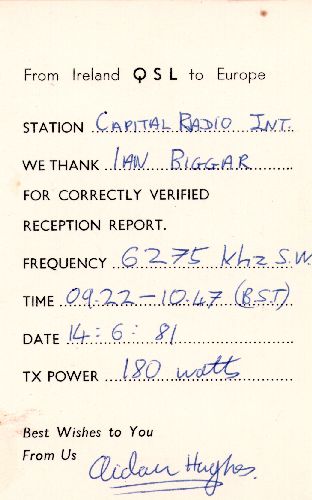 From Ireland QSL to Europe
STATION CAPITAL RADIO INT.
WE THANK IAN BIGGAR
FOR CORRECTLY VERIFIED
RECEPTION REPORT.
FREQUENCY 6275 khz S.W
TIME 09.22 – 10.47 (B.S.T)
DATE 14 : 6 : 81
TX POWER 180 watts
Best Wishes to You
From Us Aidan Hughes.